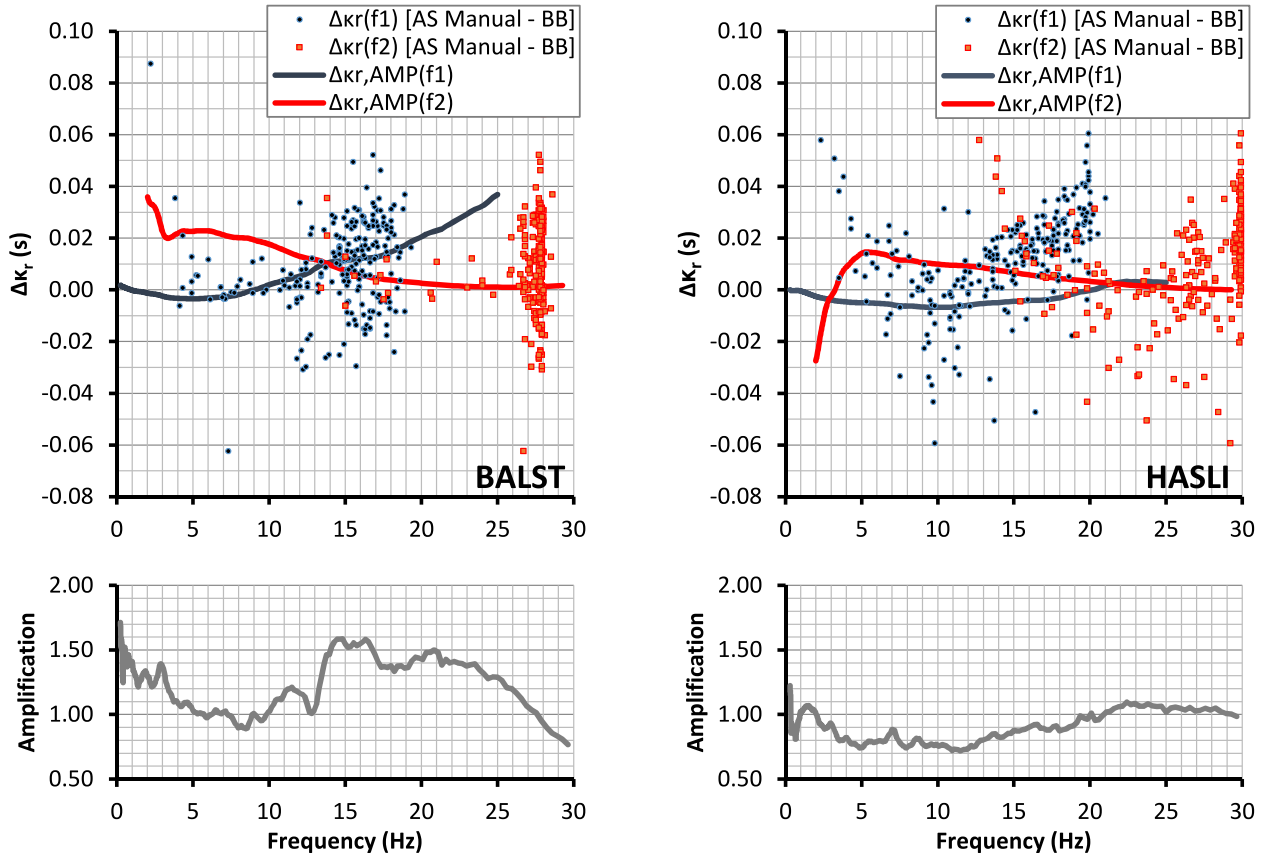 Δκr(f1) [AS Manual - BB]
Δκr(f2) [AS Manual - BB]
Δκr,AMP(f1)
Δκr,AMP(f2)
0.10
0.08
0.06
0.04
0.02
0.00
-0.02
-0.04
-0.06
-0.08
Δκr (s)
BALST
0 5 10 15 20 25 30
Δκr(f1) [AS Manual - BB]
Δκr(f2) [AS Manual - BB]
Δκr,AMP(f1)
Δκr,AMP(f2)
0.10
0.08
0.06
0.04
0.02
0.00
-0.02
-0.04
-0.06
-0.08
Δκr (s)
HASLI
0 5 10 15 20 25 30
2.00
1.50
1.00
0.50
Amplification
0 5 10 15 20 25 30
Frequency (Hz)
2.00
1.50
1.00
0.50
Amplification
0 5 10 15 20 25 30
Frequency (Hz)